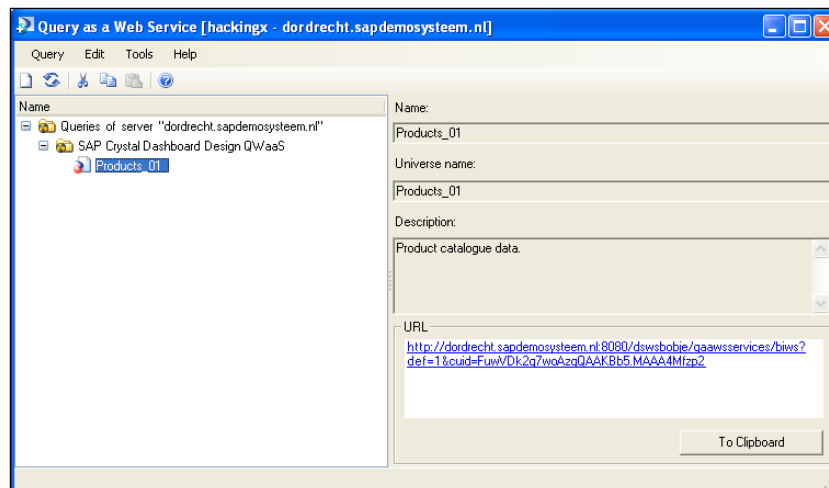 Query as a Web Service [hackingx - dordrecht.sapdemosysteem.nl]
Query Edit Tools Help
Name
Queries of server "dordrecht.sapdemosysteem.nl"
SAP Crystal Dashboard Design QWaaS
Products_01
Name:
Products_01
Universe name:
Products_01
Description:
Product catalogue data.
URL
http://dordrecht.sapdemosysteem.nl:8080/dswsbobje/qaawsservices/biws?
def=1&cuid=FuwVDk2q7woAzqQAAKBb5.MAAA4Mfzp2
To Clipboard